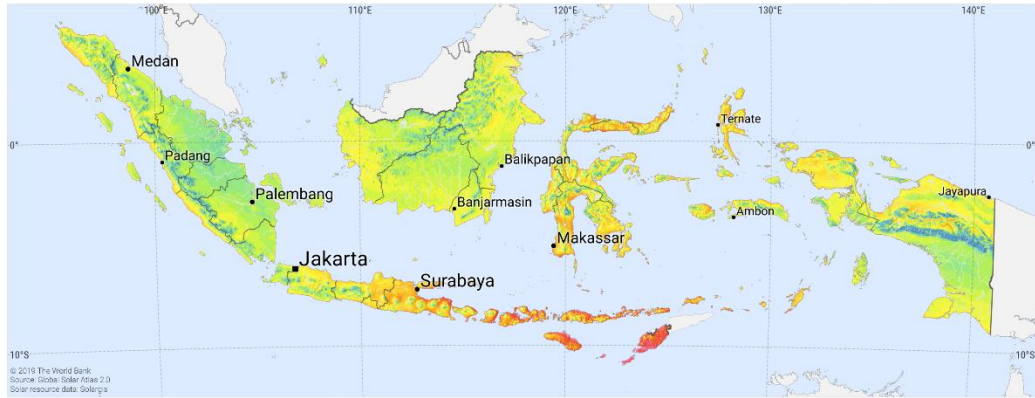 100°E 110°E 120°E 130°E 140°E
Medan
Ternate
0° 0°
Padang
Balikpapan
Palembang
Jayapura
Banjarmasin
Ambon
Makassar
Jakarta
Surabaya
10°S 10°S
© 2019 The World Bank
Source: Global Solar Atlas 2.0
Solar resource data: Solargis